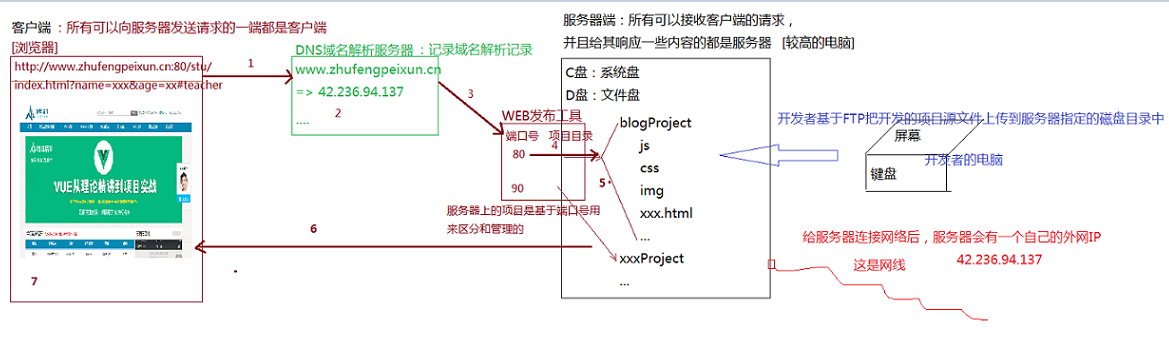 客户端 ：所有可以向服务器发送请求的一端都是客户端
[浏览器]
http://www.zhufengpeixun.cn:80/stu/
index.html?name=xxx&age=xx#teacher
VUE从理论精讲到项目实战
7
1
DNS域名解析服务器 ：记录域名解析记录
www.zhufengpeixun.cn
=> 42.236.94.137
2
....
3
WEB发布工具
端口号 项目目录
4
80
90
5
服务器上的项目是基于端口号用
来区分和管理的
6
服务器端：所有可以接收客户端的请求，
并且给其响应一些内容的都是服务器 [较高的电脑]
C盘：系统盘
D盘：文件盘
blogProject
js
css
img
xxx.html
...
xxxProject
...
开发者基于FTP把开发的项目源文件上传到服务器指定的磁盘目录中
屏幕
开发者的电脑
键盘
给服务器连接网络后，服务器会有一个自己的外网IP
这是网线
42.236.94.137